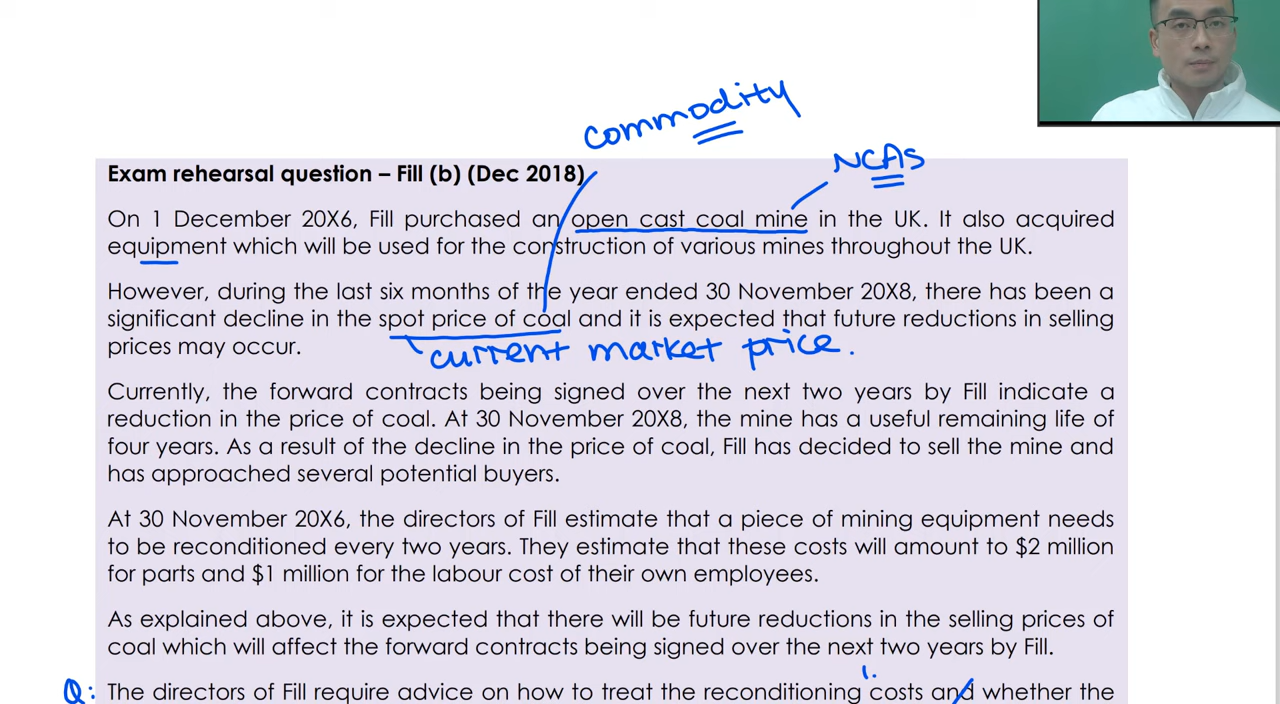 commodity
NCAS
Exam rehearsal question – Fill (b) (Dec 2018)
On 1 December 20X6, Fill purchased an open cast coal mine in the UK. It also acquired
equipment which will be used for the construction of various mines throughout the UK.
However, during the last six months of the year ended 30 November 20X8, there has been a
significant decline in the spot price of coal and it is expected that future reductions in selling
prices may occur.
current market price.
Currently, the forward contracts being signed over the next two years by Fill indicate a
reduction in the price of coal. At 30 November 20X8, the mine has a useful remaining life of
four years. As a result of the decline in the price of coal, Fill has decided to sell the mine and
has approached several potential buyers.
At 30 November 20X6, the directors of Fill estimate that a piece of mining equipment needs
to be reconditioned every two years. They estimate that these costs will amount to $2 million
for parts and $1 million for the labour cost of their own employees.
As explained above, it is expected that there will be future reductions in the selling prices of
coal which will affect the forward contracts being signed over the next two years by Fill.
1.
Q: The directors of Fill require advice on how to treat the reconditioning costs and whether the